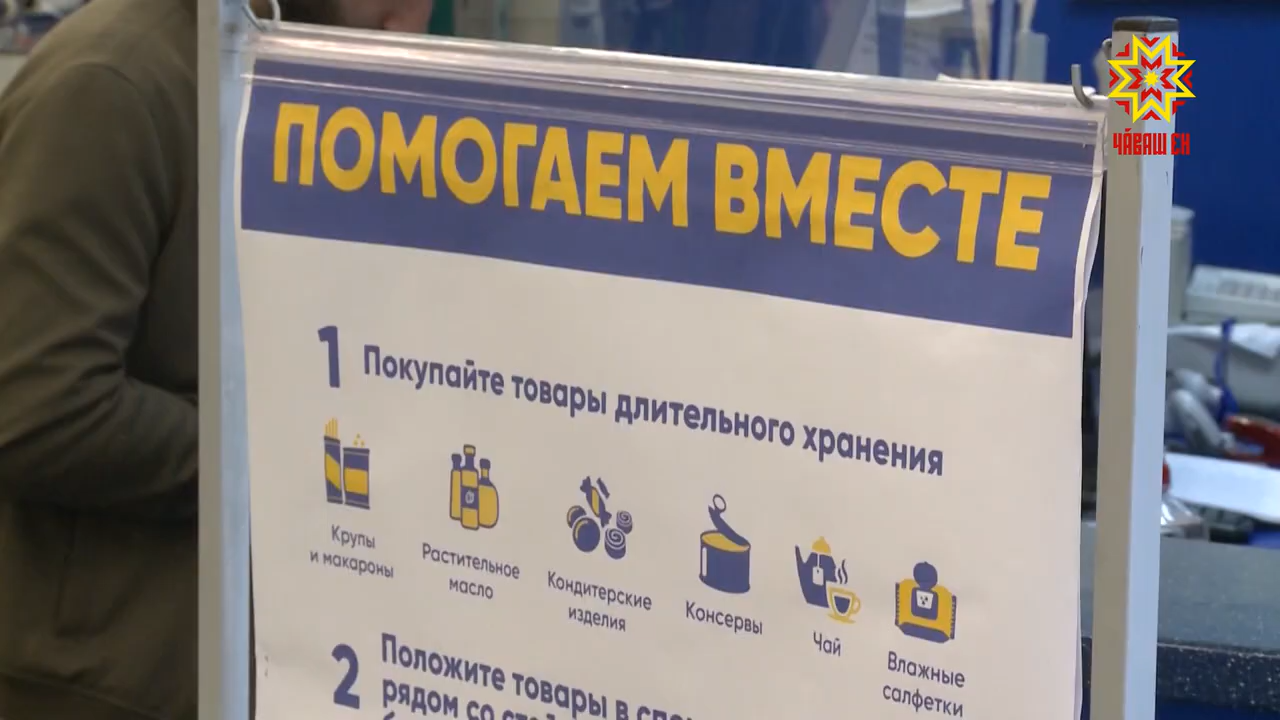 ПОМОГАЕМ ВМЕСТЕ
ЧӐВАШ ЕН
1 Покупайте товары длительного хранения
Крупы
и макароны
Растительное
масло
Кондитерские
изделия
Консервы
Чай
Влажные
салфетки
2 Положите товары в
рядом со